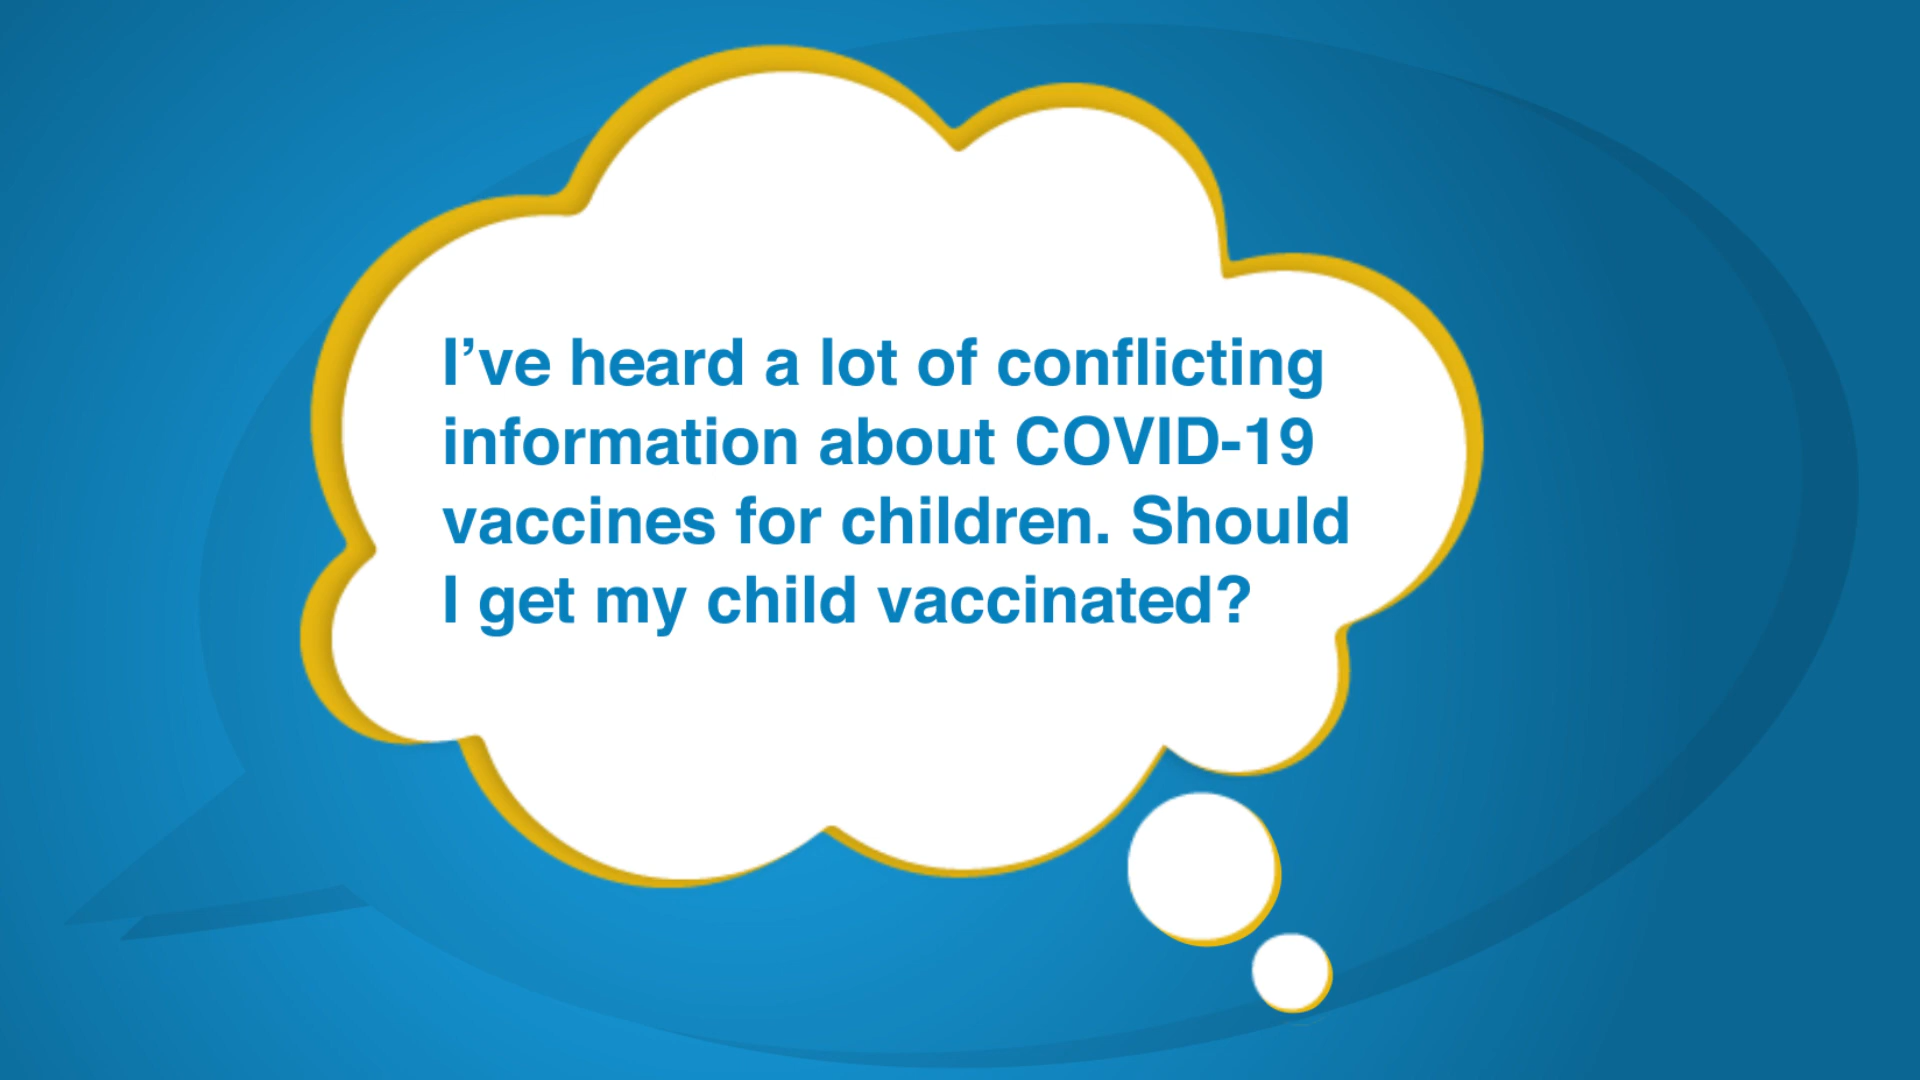 I’ve heard a lot of conflicting
information about COVID-19
vaccines for children. Should
I get my child vaccinated?